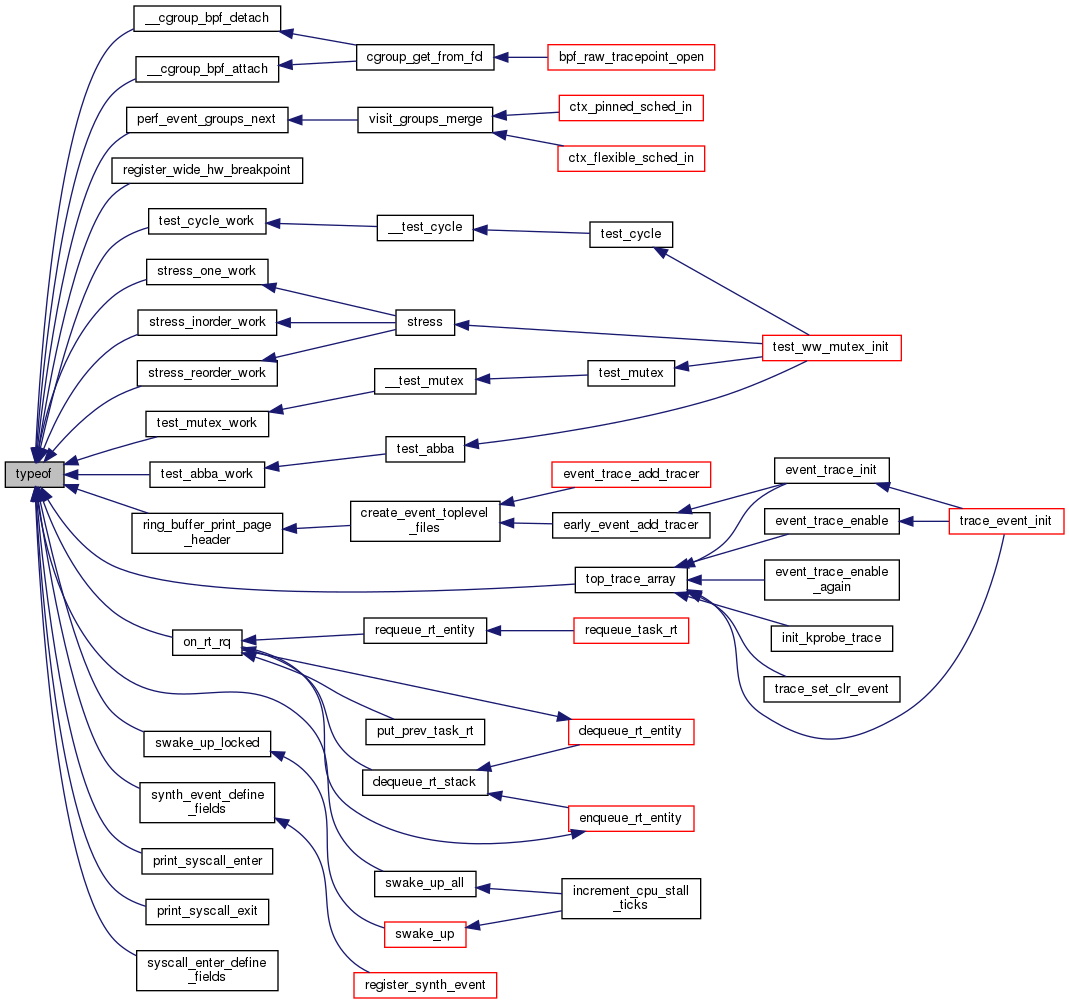 __cgroup_bpf_detach
cgroup_get_from_fd
bpf_raw_tracepoint_open
__cgroup_bpf_attach
ctx_pinned_sched_in
perf_event_groups_next
visit_groups_merge
ctx_flexible_sched_in
register_wide_hw_breakpoint
test_cycle_work
__test_cycle
test_cycle
stress_one_work
stress_inorder_work
stress
test_ww_mutex_init
stress_reorder_work
__test_mutex
test_mutex
test_mutex_work
test_abba
typeof
test_abba_work
event_trace_add_tracer
event_trace_init
ring_buffer_print_page
_header
create_event_toplevel
_files
early_event_add_tracer
event_trace_enable
trace_event_init
top_trace_array
event_trace_enable
_again
on_rt_rq
requeue_rt_entity
requeue_task_rt
init_kprobe_trace
trace_set_clr_event
put_prev_task_rt
dequeue_rt_entity
swake_up_locked
dequeue_rt_stack
synth_event_define
_fields
enqueue_rt_entity
print_syscall_enter
swake_up_all
increment_cpu_stall
_ticks
print_syscall_exit
swake_up
syscall_enter_define
_fields
register_synth_event